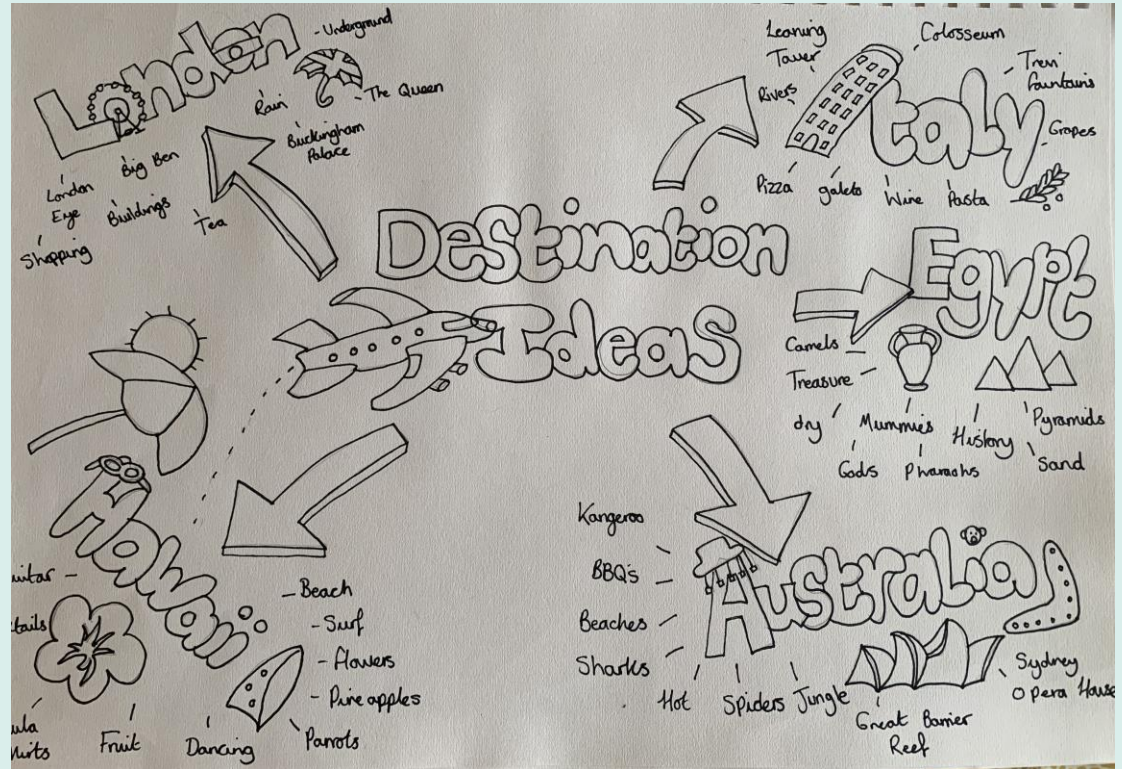 Destination
Ideas
London
- Underground
Rain
- The Queen
Buckingham
Palace
Big Ben
London
Eye
Buildings
Tea
Shopping
Italy
Leaning
Tower
Colosseum
Trevi
fountains
Rivers
Grapes
Pizza
galeto
Wine
Pasta
Egypt
Camels
Treasure
dry
Mummies
History
Pyramids
Gods
Pharaohs
Sand
Hawaii
- Beach
- Surf
- Flowers
- Pineapples
Parrots
Dancing
Fruit
Australia
Kangeroo
BBQ's
Beaches
Sharks
Hot
Spiders
Jungle
Great Barrier
Reef
Sydney
Opera House